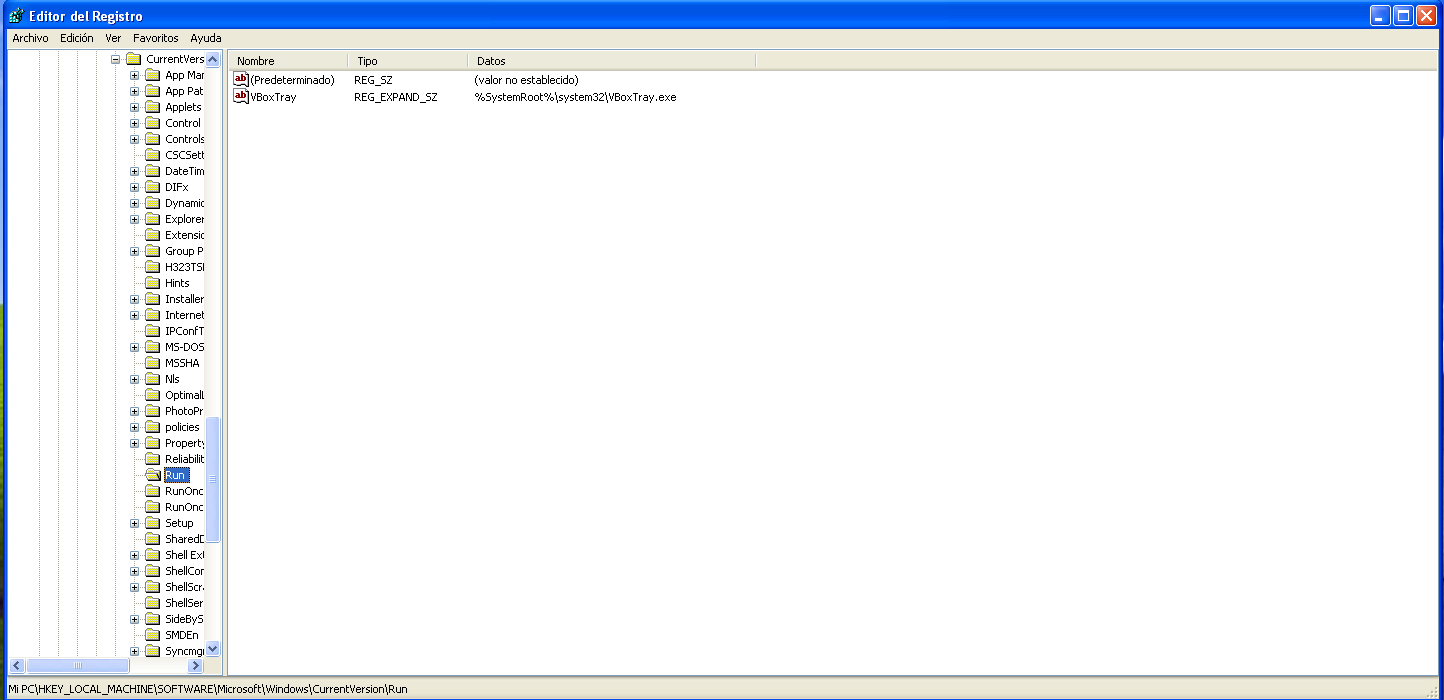 Editor del Registro
Archivo Edición Ver Favoritos Ayuda
CurrentVers
App Mar
App Pat
Applets
Control
Controls
CSCSett
DateTim
DIFx
Dynamic
Explorer
Extensio
Group P
H323TSI
Hints
Installer
Internet
IPConfT
MS-DOS
MSSHA
Nls
OptimalL
PhotoPr
policies
Property
Reliabilit
Run
RunOnc
RunOnc
Setup
SharedD
Shell Ext
ShellCor
ShellScr
ShellSer
SideByS
SMDEn
Syncmgr
Nombre Tipo Datos
(Predeterminado) REG_SZ (valor no establecido)
VBoxTray REG_EXPAND_SZ %SystemRoot%\system32\VBoxTray.exe
Mi PC\HKEY_LOCAL_MACHINE\SOFTWARE\Microsoft\Windows\CurrentVersion\Run